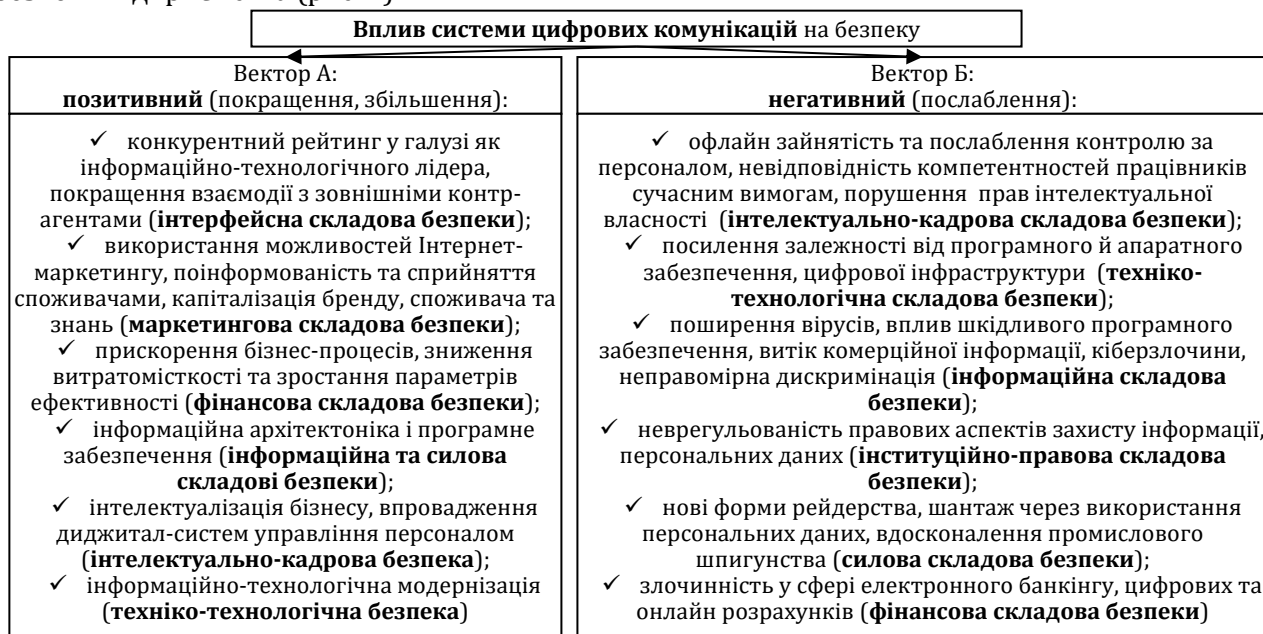 Вплив системи цифрових комунікацій на безпеку
Вектор А:
позитивний (покращення, збільшення):
✓ конкурентний рейтинг у галузі як
інформаційно-технологічного лідера,
покращення взаємодії з зовнішніми контр-
агентами (інтерфейсна складова безпеки);
✓ використання можливостей Інтернет-
маркетингу, поінформованість та сприйняття
споживачами, капіталізація бренду, споживача та
знань (маркетингова складова безпеки);
✓ прискорення бізнес-процесів, зниження
витратомісткості та зростання параметрів
ефективності (фінансова складова безпеки);
✓ інформаційна архітектоніка і програмне
забезпечення (інформаційна та силова
складові безпеки);
✓ інтелектуалізація бізнесу, впровадження
диджитал-систем управління персоналом
(інтелектуально-кадрова безпека);
✓ інформаційно-технологічна модернізація
(техніко-технологічна безпека)
Вектор Б:
негативний (послаблення):
✓ офлайн зайнятість та послаблення контролю за
персоналом, невідповідність компетентностей працівників
сучасним вимогам, порушення прав інтелектуальної
власності (інтелектуально-кадрова складова безпеки);
✓ посилення залежності від програмного й апаратного
забезпечення, цифрової інфраструктури (техніко-
технологічна складова безпеки);
✓ поширення вірусів, вплив шкідливого програмного
забезпечення, витік комерційної інформації, кіберзлочини,
неправомірна дискримінація (інформаційна складова
безпеки);
✓ неврегульованість правових аспектів захисту інформації,
персональних даних (інституційно-правова складова
безпеки);
✓ нові форми рейдерства, шантаж через використання
персональних даних, вдосконалення промислового
шпигунства (силова складова безпеки);
✓ злочинність у сфері електронного банкінгу, цифрових та
онлайн розрахунків (фінансова складова безпеки)